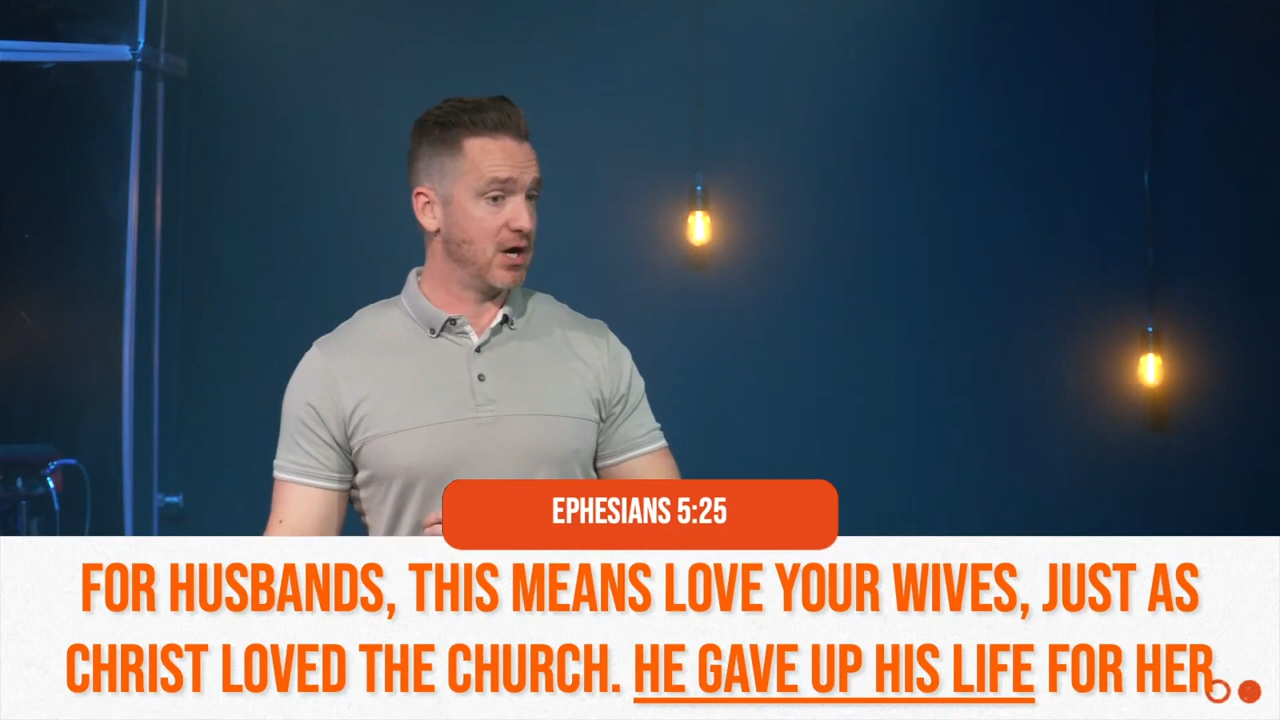 EPHESIANS 5:25
FOR HUSBANDS, THIS MEANS LOVE YOUR WIVES, JUST AS
CHRIST LOVED THE CHURCH. HE GAVE UP HIS LIFE FOR HER